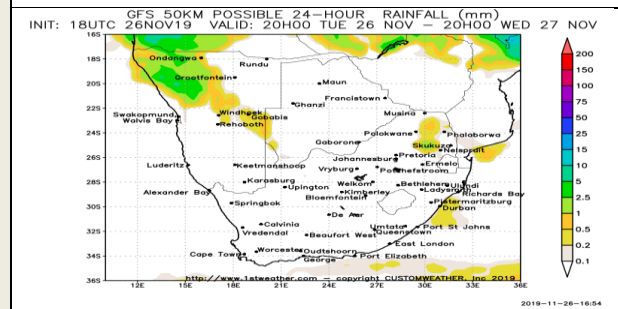 GFS 50KM POSSIBLE 24-HOUR RAINFALL (mm)
INIT: 18UTC 26NOV19 VALID: 20H00 TUE 26 NOV - 20H00 WED 27 NOV
16S
18S
20S
22S
24S
26S
28S
30S
32S
34S
36S
Ondangwa
Rundu
Grootfontein
Maun
Francistown
Ghanzi
Musina
Swakopmund
Walvis Bay
Windhoek
Gobabis
Rehoboth
Polokwane
Phalaborwa
Gaborone
Skukuza
Nelspruit
Pretoria
Johannesburg
Ermelo
Luderitz
Keetmanshoop
Vryburg
Potchefstroom
Karasburg
Upington
Welkom
Bethlehem
Ulundi
Alexander Bay
Kimberley
Ladysmith
Richards Bay
Bloemfontein
Springbok
Pietermaritzburg
Durban
De Aar
Calvinia
Umtata
Port St Johns
Vredendal
Beaufort West
Queenstown
East London
Cape Town
Worcester
Oudtshoorn
George
Port Elizabeth
http://www.1stweather.com - copyright CUSTOMWEATHER, Inc 2019
12E 15E 18E 21E 24E 27E 30E 33E 36E
200
150
100
75
50
25
15
10
5
2.5
1
0.5
0.2
0.1
2019-11-26-16:54